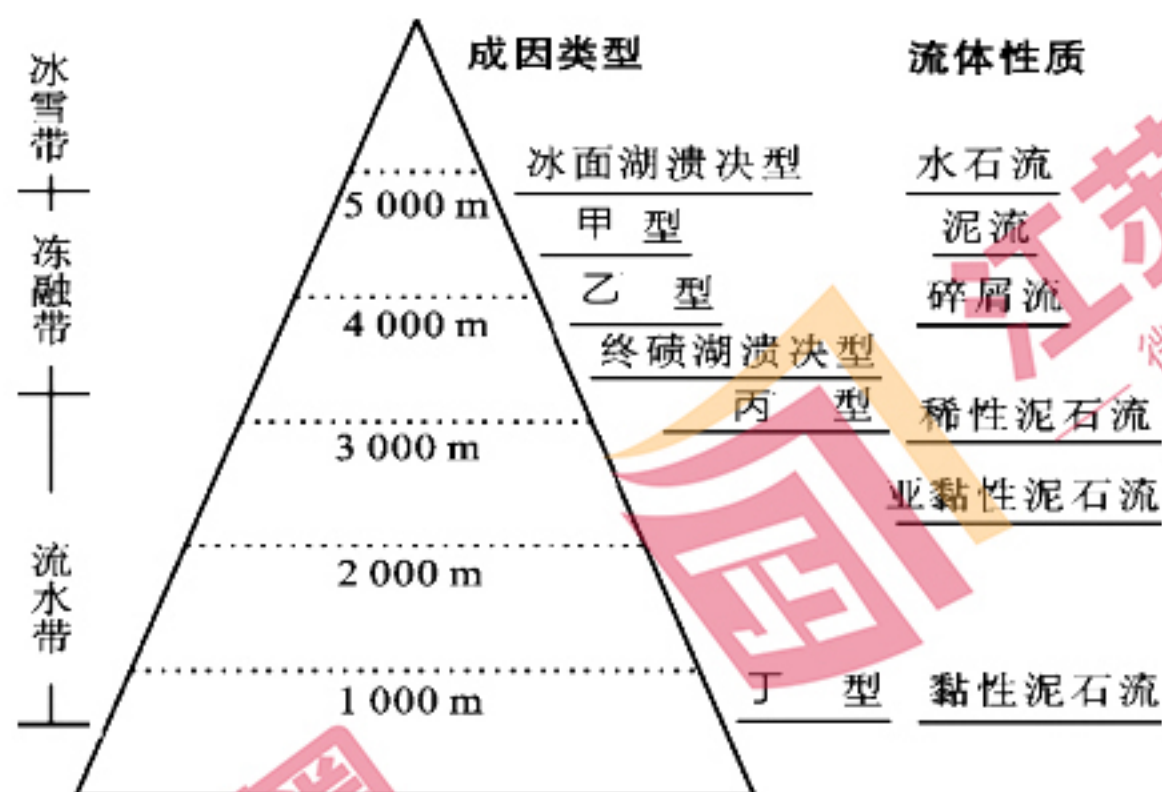 成因类型
流体性质
冰雪带
冰面湖溃决型
水石流
5 000 m
甲 型
泥流
冻融带
乙 型
碎屑流
4 000 m
终碛湖溃决型
丙 型
稀性泥石流
3 000 m
亚黏性泥石流
流水带
2 000 m
丁 型
黏性泥石流
1 000 m
江苏